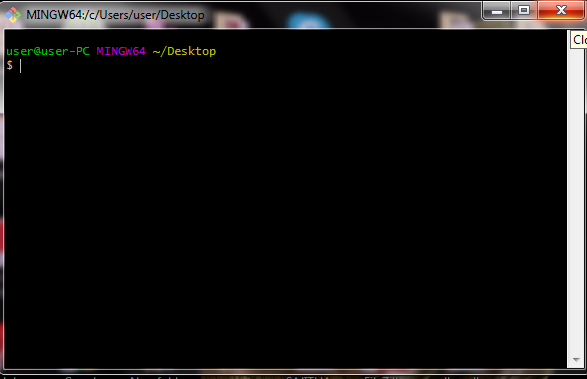 MINGW64:/c/Users/user/Desktop
Clo
user@user-PC MINGW64 ~/Desktop
$